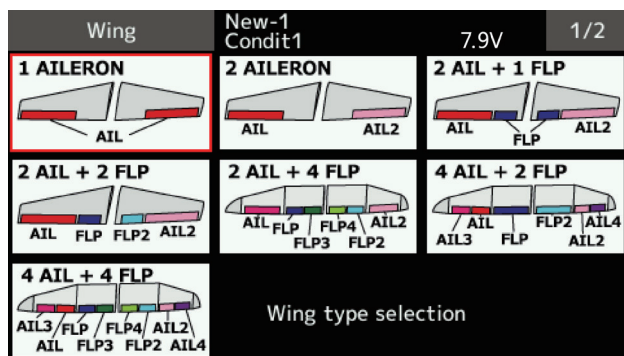 Wing
New-1
Condit1
7.9V
1/2
1 AILERON
AIL
2 AILERON
AIL AIL2
2 AIL + 1 FLP
AIL AIL2
FLP
2 AIL + 2 FLP
AIL FLP FLP2 AIL2
2 AIL + 4 FLP
AIL FLP FLP4 AIL2
FLP3 FLP2
4 AIL + 2 FLP
AIL FLP2 AIL4
AIL3 FLP AIL2
4 AIL + 4 FLP
AIL3 FLP FLP4 AIL2
AIL FLP3 FLP2 AIL4
Wing type selection